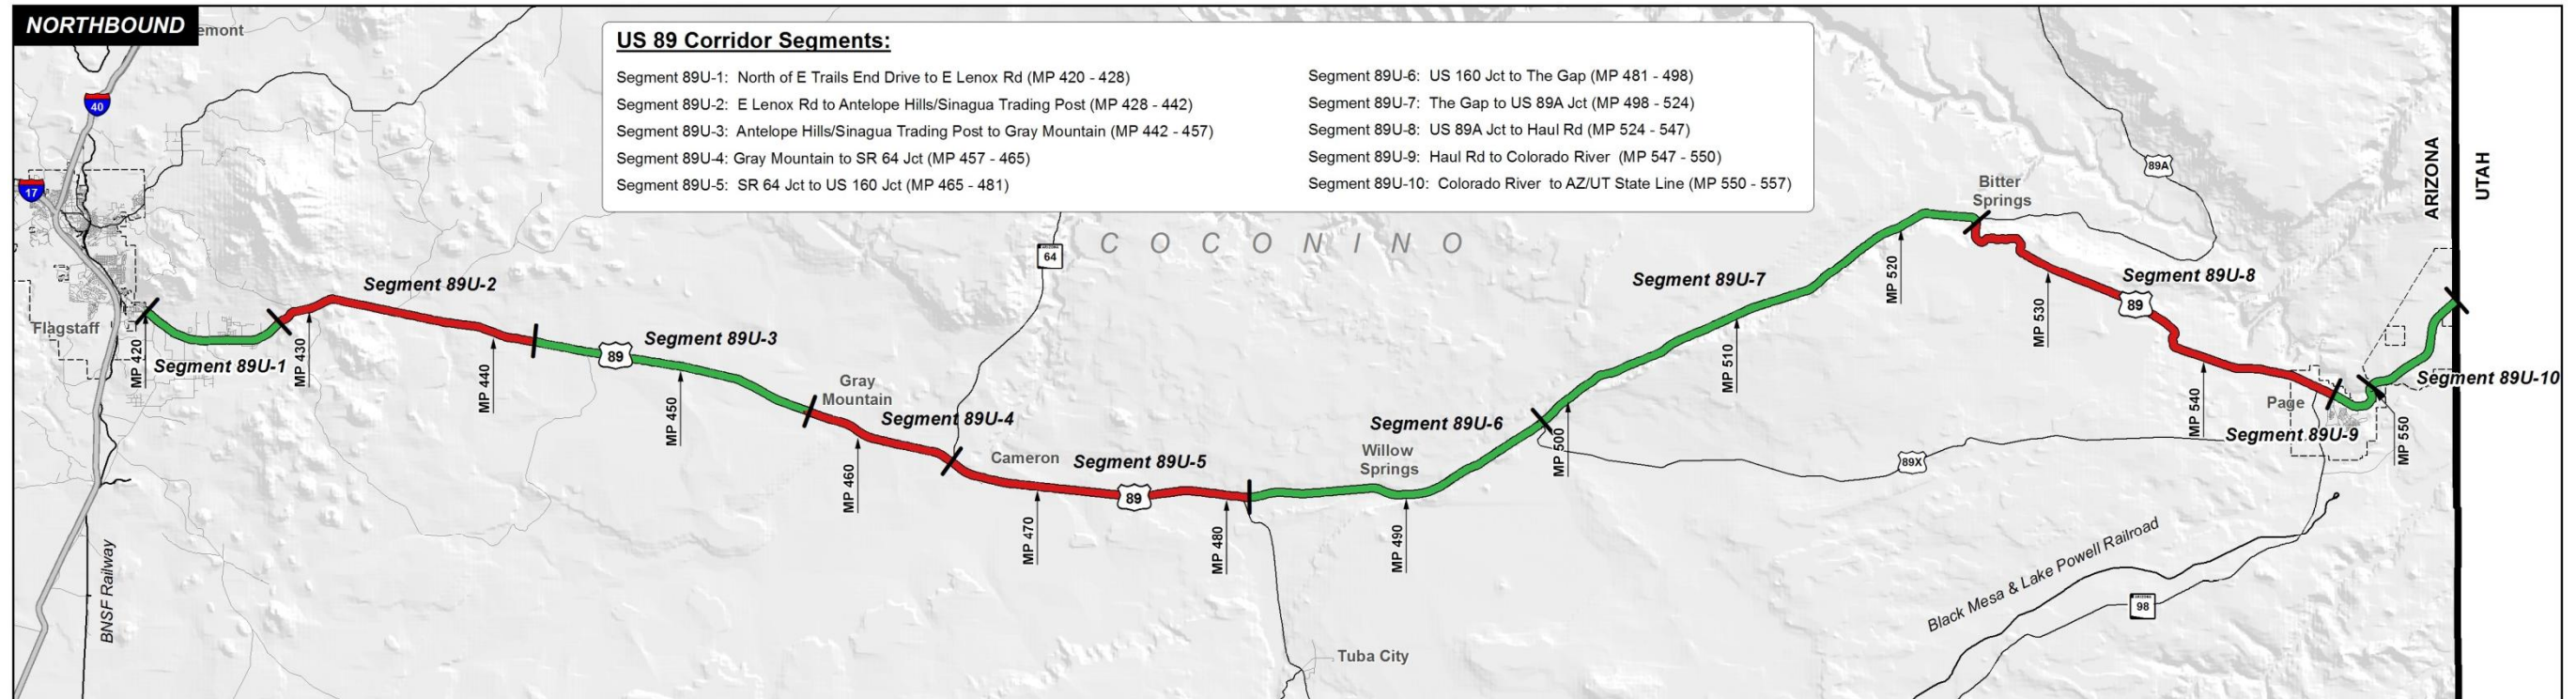 NORTHBOUND
emont
US 89 Corridor Segments:
Segment 89U-1: North of E Trails End Drive to E Lenox Rd (MP 420 - 428)
Segment 89U-2: E Lenox Rd to Antelope Hills/Sinagua Trading Post (MP 428 - 442)
Segment 89U-3: Antelope Hills/Sinagua Trading Post to Gray Mountain (MP 442 - 457)
Segment 89U-4: Gray Mountain to SR 64 Jct (MP 457 - 465)
Segment 89U-5: SR 64 Jct to US 160 Jct (MP 465 - 481)
Segment 89U-6: US 160 Jct to The Gap (MP 481 - 498)
Segment 89U-7: The Gap to US 89A Jct (MP 498 - 524)
Segment 89U-8: US 89A Jct to Haul Rd (MP 524 - 547)
Segment 89U-9: Haul Rd to Colorado River (MP 547 - 550)
Segment 89U-10: Colorado River to AZ/UT State Line (MP 550 - 557)
40
17
89A
ARIZONA
UTAH
Bitter
Springs
64
COCONINO
Segment 89U-2
Segment 89U-7
Segment 89U-8
MP 520
MP 530
89
Flagstaff
MP 420
Segment 89U-1
MP 430
MP 440
89
Segment 89U-3
MP 450
Gray
Mountain
Segment 89U-4
MP 460
Cameron
Segment 89U-5
89
MP 470
MP 480
Segment 89U-6
Willow
Springs
MP 490
MP 500
MP 510
89X
MP 540
Page
Segment 89U-9
Segment 89U-10
MP 550
BNSF Railway
Black Mesa & Lake Powell Railroad
98
Tuba City